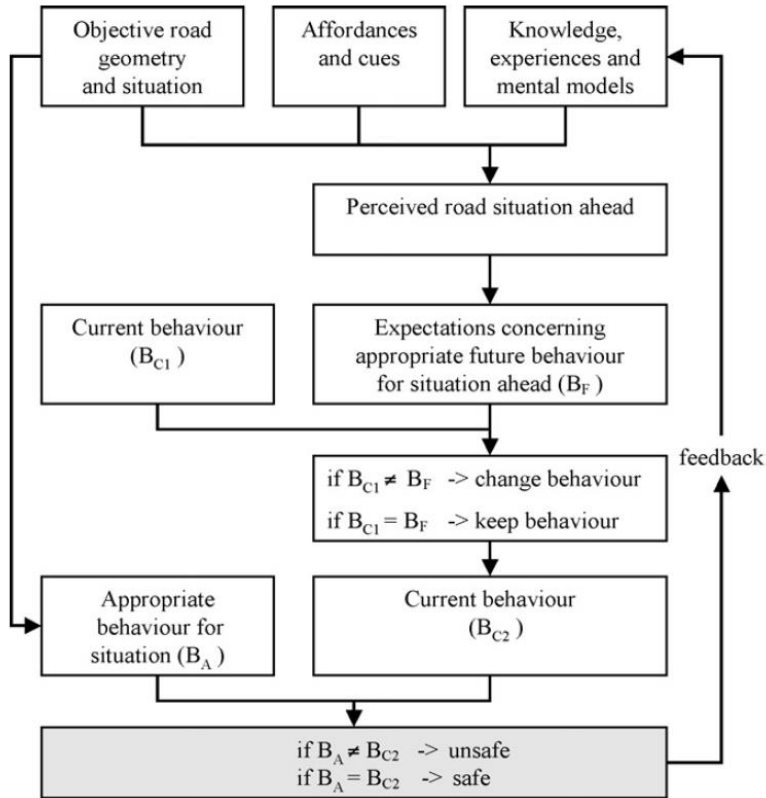 Objective road
geometry
and situation
Affordances
and cues
Knowledge,
experiences and
mental models
Perceived road situation ahead
Current behaviour
(B_C1)
Expectations concerning
appropriate future behaviour
for situation ahead (B_F)
if B_C1 ≠ B_F -> change behaviour
if B_C1 = B_F -> keep behaviour
feedback
Appropriate
behaviour for
situation (B_A)
Current behaviour
(B_C2)
if B_A ≠ B_C2 -> unsafe
if B_A = B_C2 -> safe